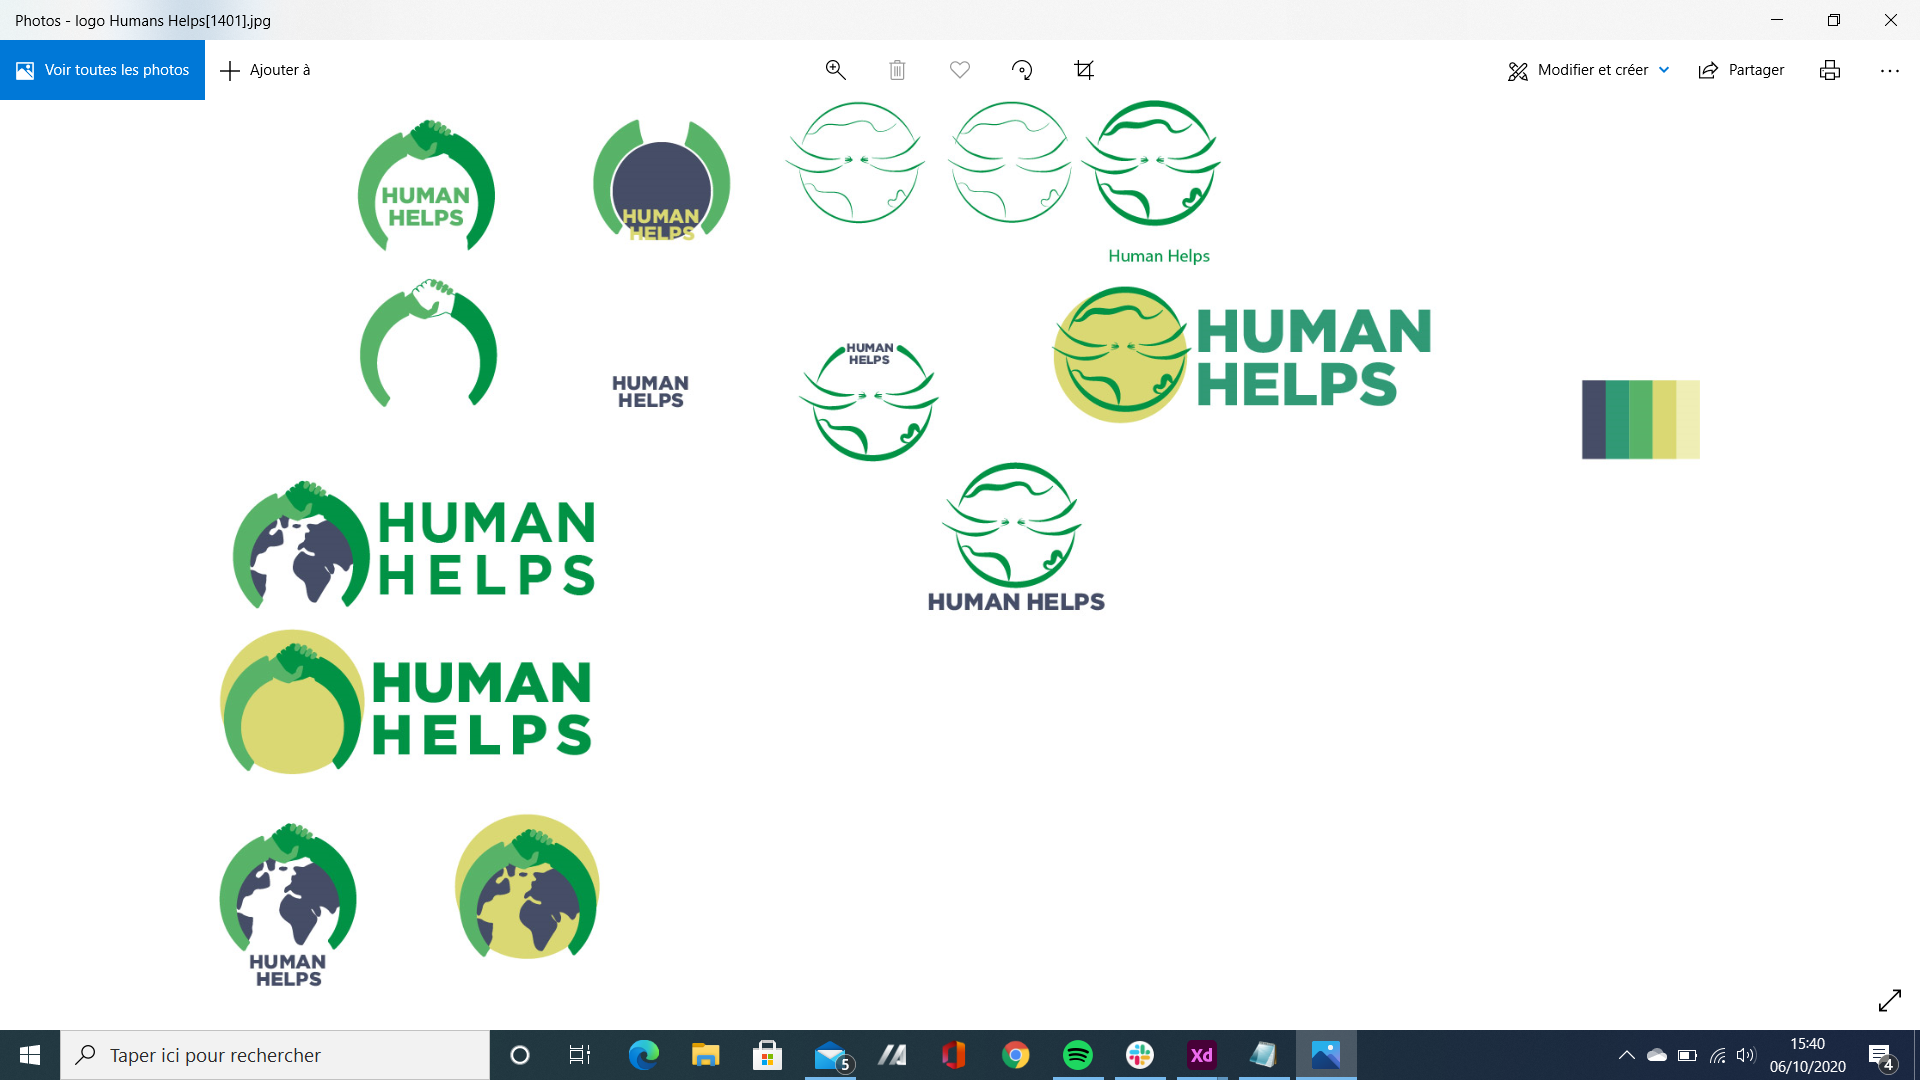 Photos - logo Humans Helps[1401].jpg
Voir toutes les photos
Ajouter à
Modifier et créer
Partager
HUMAN
HELPS
HUMAN
HELPS
Human Helps
HUMAN
HELPS
HUMAN
HELPS
HUMAN
HELPS
HUMAN
HELPS
HUMAN HELPS
HUMAN
HELPS
HUMAN
HELPS
Taper ici pour rechercher
5
Xd
15:40
06/10/2020
4